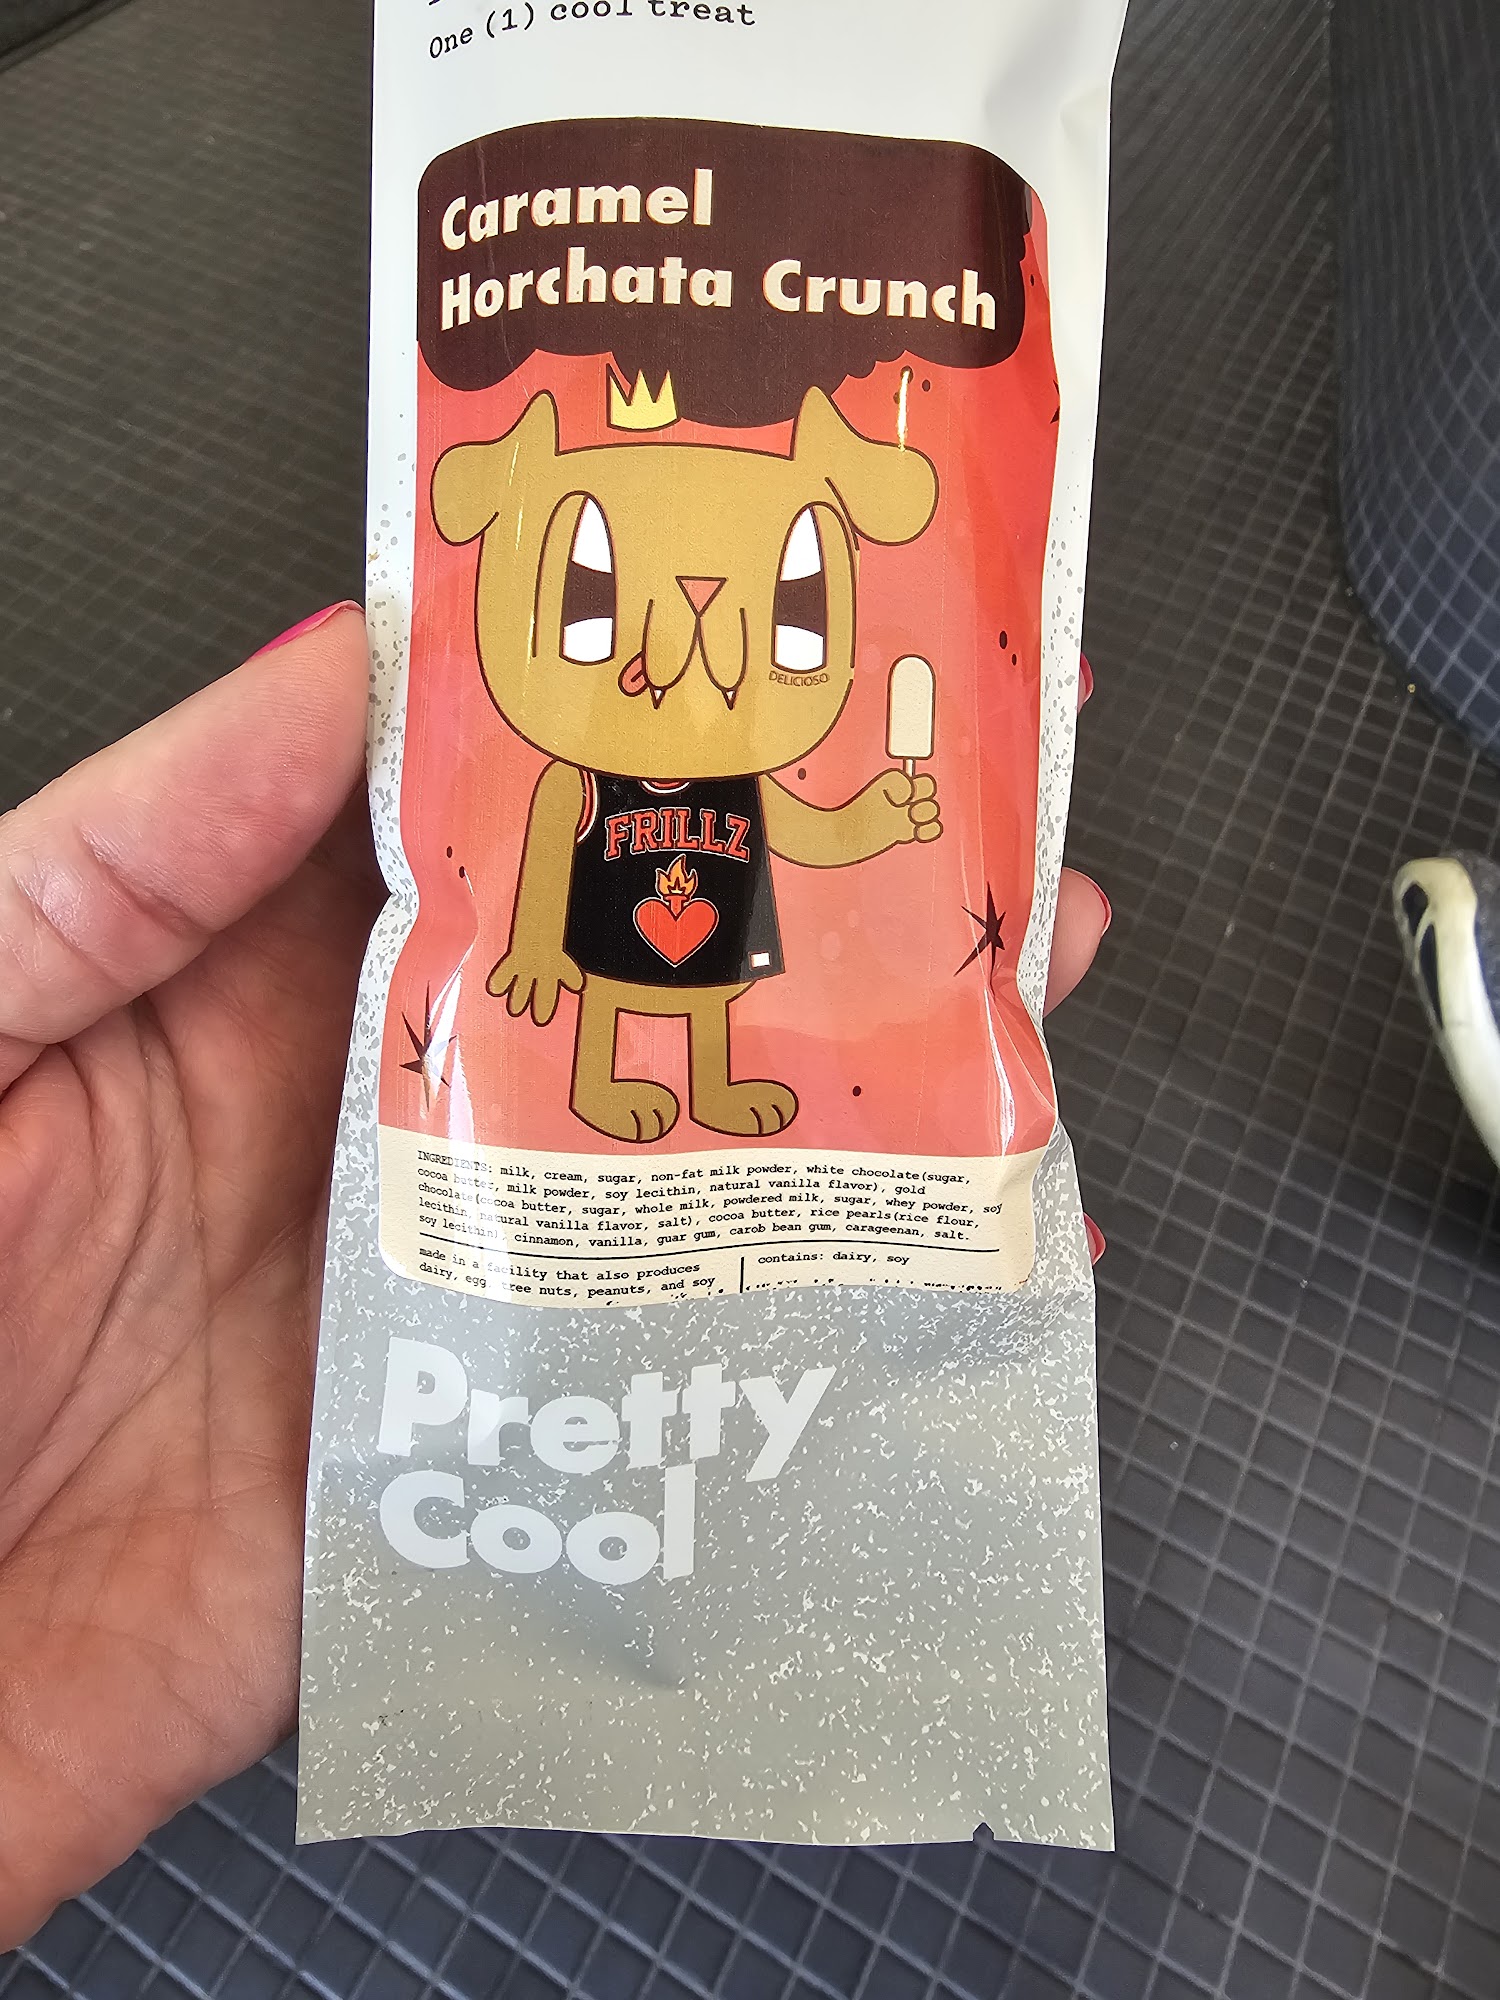 One (1) cool treat
Caramel
Horchata Crunch
DELICIOSO
FRILLZ
INGREDIENTS: milk, cream, sugar, non-fat milk powder, white chocolate(sugar,
cocoa butter, milk powder, soy lecithin, natural vanilla flavor), gold
chocolate(cocoa butter, sugar, whole milk, powdered milk, sugar, whey powder, soy
lecithin, natural vanilla flavor, salt), cocoa butter, rice pearls(rice flour,
soy lecithin), cinnamon, vanilla, guar gum, carob bean gum, carageenan, salt.
made in a facility that also produces
dairy, egg, tree nuts, peanuts, and soy
contains: dairy, soy
Pretty
Cool